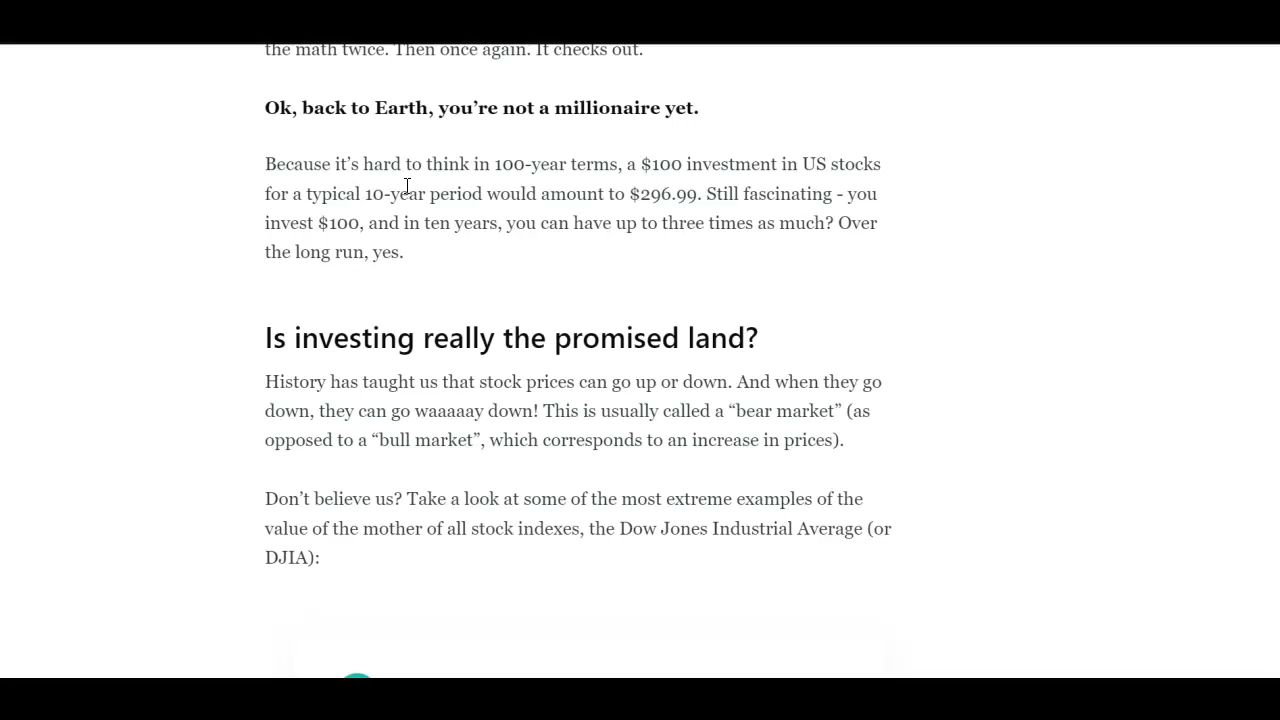 the math twice. Then once again. It checks out.
Ok, back to Earth, you’re not a millionaire yet.
Because it’s hard to think in 100-year terms, a $100 investment in US stocks
for a typical 10-year period would amount to $296.99. Still fascinating - you
invest $100, and in ten years, you can have up to three times as much? Over
the long run, yes.
Is investing really the promised land?
History has taught us that stock prices can go up or down. And when they go
down, they can go waaaaay down! This is usually called a “bear market” (as
opposed to a “bull market”, which corresponds to an increase in prices).
Don’t believe us? Take a look at some of the most extreme examples of the
value of the mother of all stock indexes, the Dow Jones Industrial Average (or
DJIA):